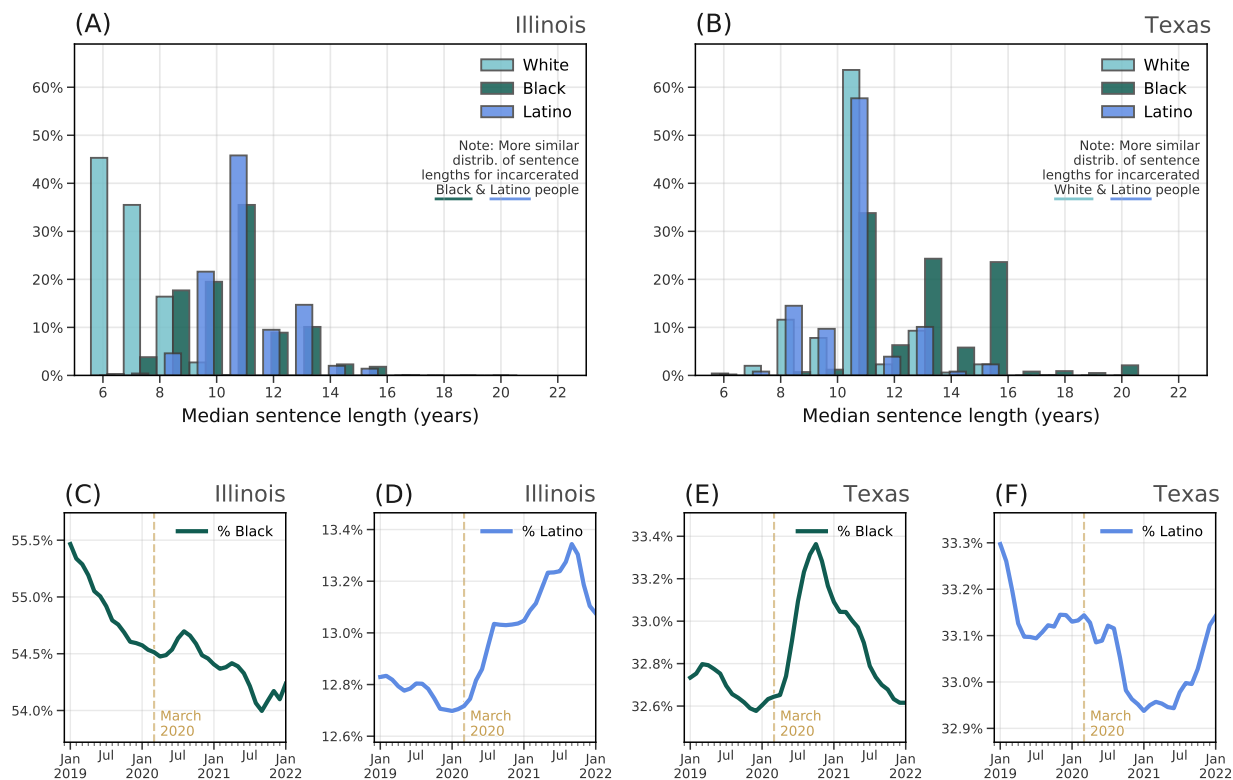 (A)
Illinois
White
Black
Latino
Note: More similar
distrib. of sentence
lengths for incarcerated
Black & Latino people
60%
50%
40%
30%
20%
10%
0%
6 8 10 12 14 16 18 20 22
Median sentence length (years)
(B)
Texas
White
Black
Latino
Note: More similar
distrib. of sentence
lengths for incarcerated
White & Latino people
60%
50%
40%
30%
20%
10%
0%
6 8 10 12 14 16 18 20 22
Median sentence length (years)
(C)
Illinois
% Black
55.5%
55.0%
54.5%
54.0%
March
2020
Jan Jul Jan Jul Jan Jul Jan
2019 2020 2021 2022
(D)
Illinois
% Latino
13.4%
13.2%
13.0%
12.8%
12.6%
March
2020
Jan Jul Jan Jul Jan Jul Jan
2019 2020 2021 2022
(E)
Texas
% Black
33.4%
33.2%
33.0%
32.8%
32.6%
March
2020
Jan Jul Jan Jul Jan Jul Jan
2019 2020 2021 2022
(F)
Texas
% Latino
33.3%
33.2%
33.1%
33.0%
32.9%
March
2020
Jan Jul Jan Jul Jan Jul Jan
2019 2020 2021 2022